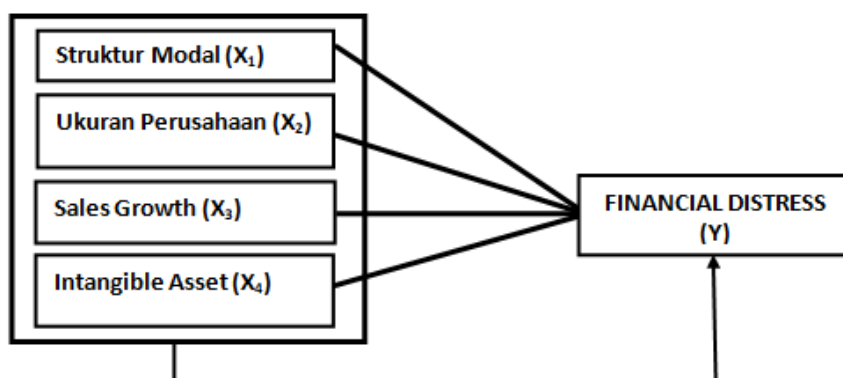 Struktur Modal (X₁)
Ukuran Perusahaan (X₂)
Sales Growth (X₃)
Intangible Asset (X₄)
FINANCIAL DISTRESS
(Y)